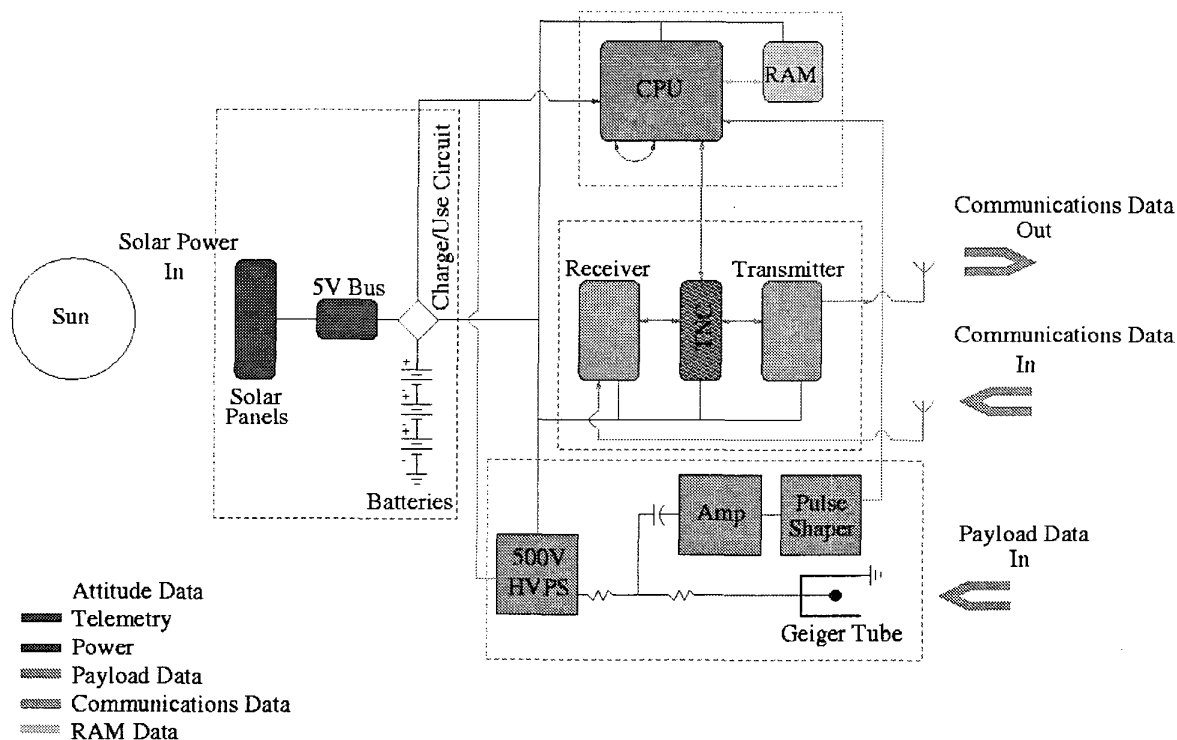 CPU
RAM
Charge/Use Circuit
Communications Data
Out
Solar Power
In
Receiver
Transmitter
5V Bus
TNC
Sun
Communications Data
In
Solar
Panels
+
-
+
-
+
-
Batteries
Amp
Pulse
Shaper
500V
HVPS
Payload Data
In
Geiger Tube
Attitude Data
Telemetry
Power
Payload Data
Communications Data
RAM Data